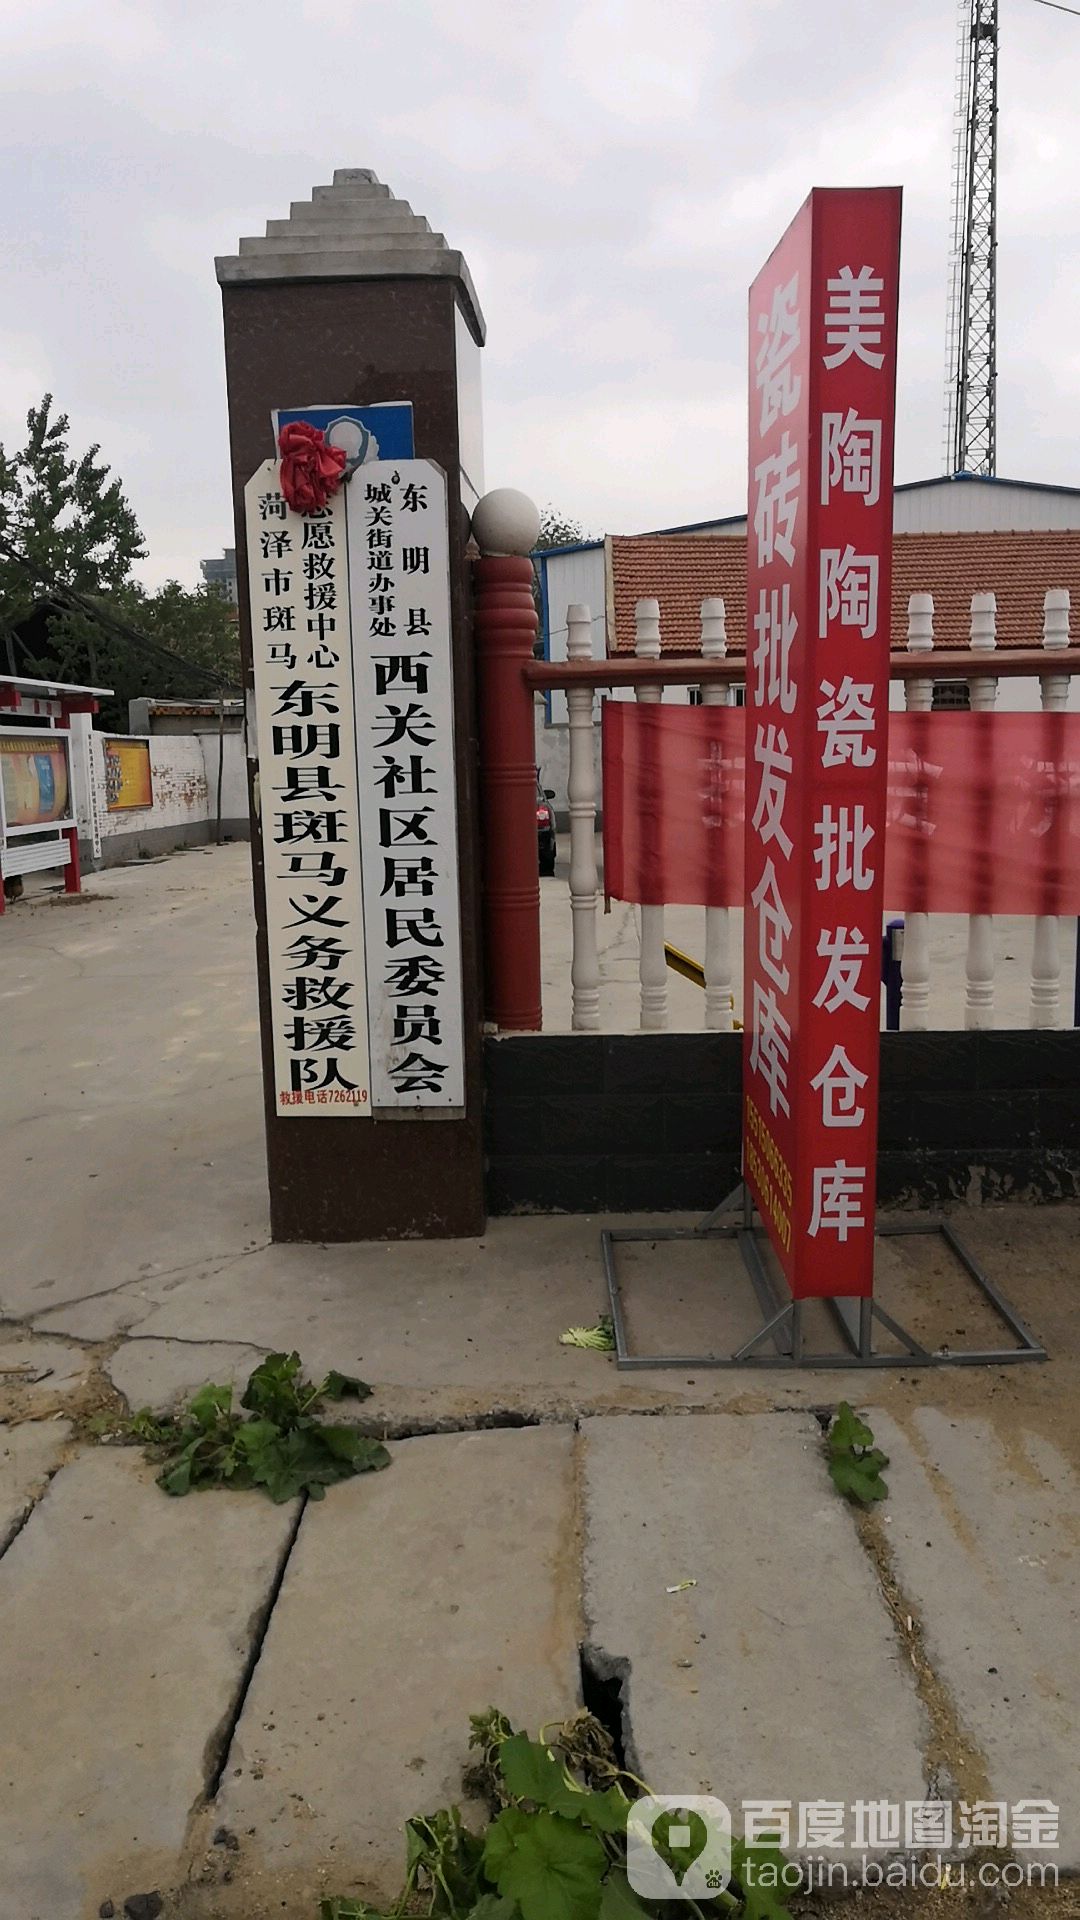 菏泽市斑马
志愿救援中心
东明县斑马义务救援队
救援电话7262119
东明县
城关街道办事处
西关社区居民委员会
瓷砖批发仓库
美陶陶瓷批发仓库
百度地图淘金
taojin.baidu.com